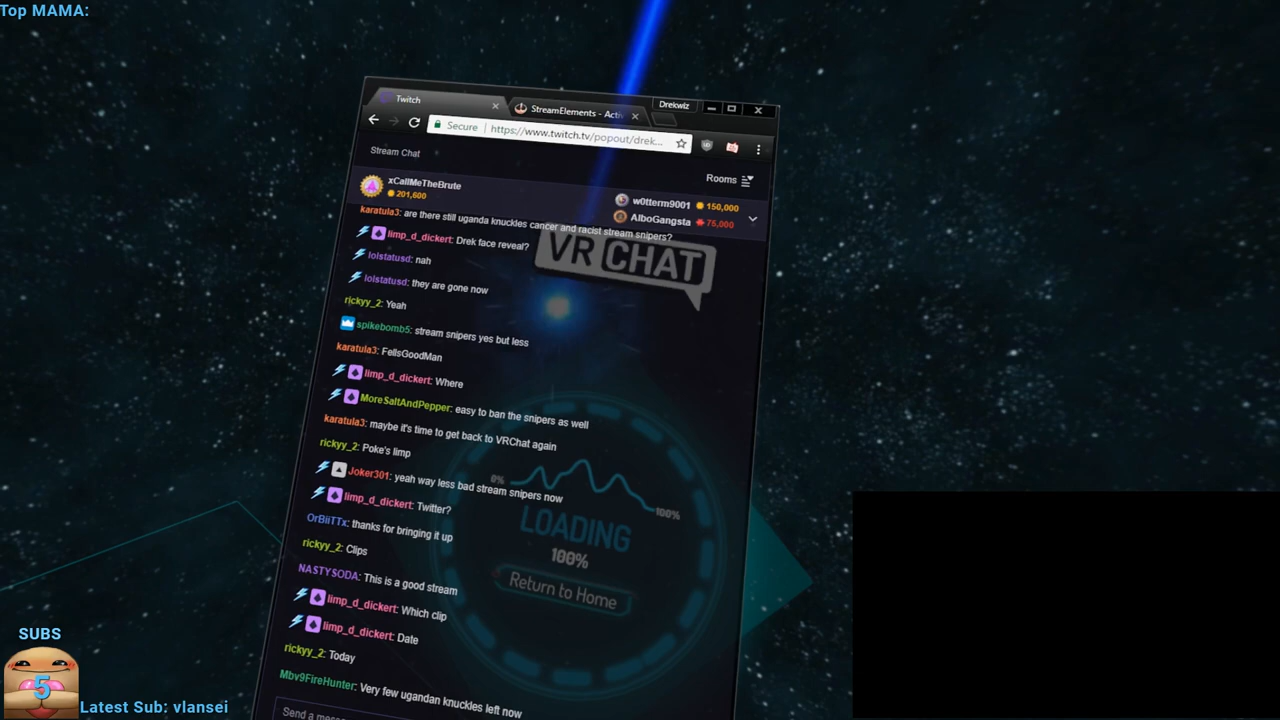 Top MAMA:
Twitch
StreamElements - Acti
Drekwiz
Secure
https://www.twitch.tv/popout/drek...
Stream Chat
Rooms
xCallMeTheBrute
201,600
w0tterm9001 150,000
AlboGangsta 75,000
karatula3: are there still uganda knuckles cancer and racist stream snipers?
limp_d_dickert: Drek face reveal?
lolstatusd: nah
lolstatusd: they are gone now
rickyy_2: Yeah
spikebomb5: stream snipers yes but less
karatula3: FellsGoodMan
limp_d_dickert: Where
MoreSaltAndPepper: easy to ban the snipers as well
karatula3: maybe it's time to get back to VRChat again
rickyy_2: Poke's limp
Joker301: yeah way less bad stream snipers now
limp_d_dickert: Twitter?
OrBiiTTx: thanks for bringing it up
rickyy_2: Clips
NASTYSODA: This is a good stream
limp_d_dickert: Which clip
limp_d_dickert: Date
rickyy_2: Today
Mbv9FireHunter: Very few ugandan knuckles left now
Send a mess
VR CHAT
0%
100%
LOADING
100%
Return to Home
SUBS
5
Latest Sub: vlansei